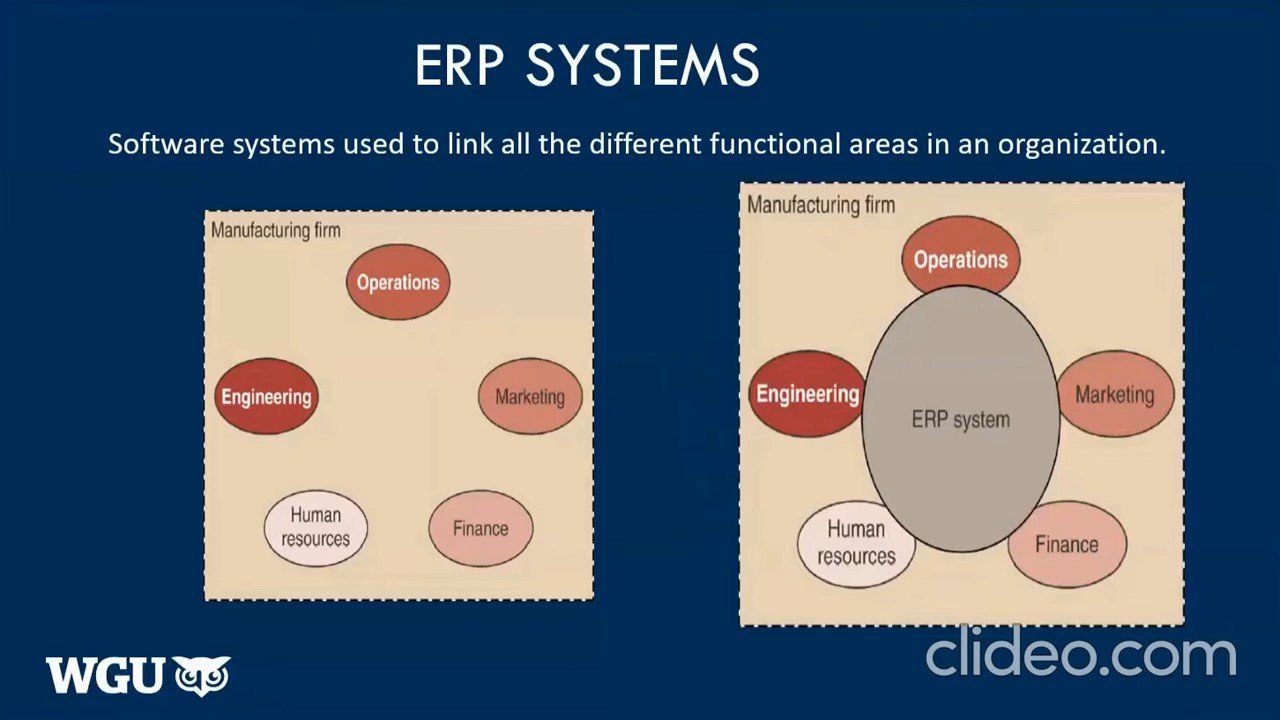 ERP SYSTEMS
Software systems used to link all the different functional areas in an organization.
Manufacturing firm
Operations
Engineering
Marketing
Human
resources
Finance
Manufacturing firm
Operations
Engineering
ERP system
Marketing
Human
resources
Finance
WGU
clideo.com